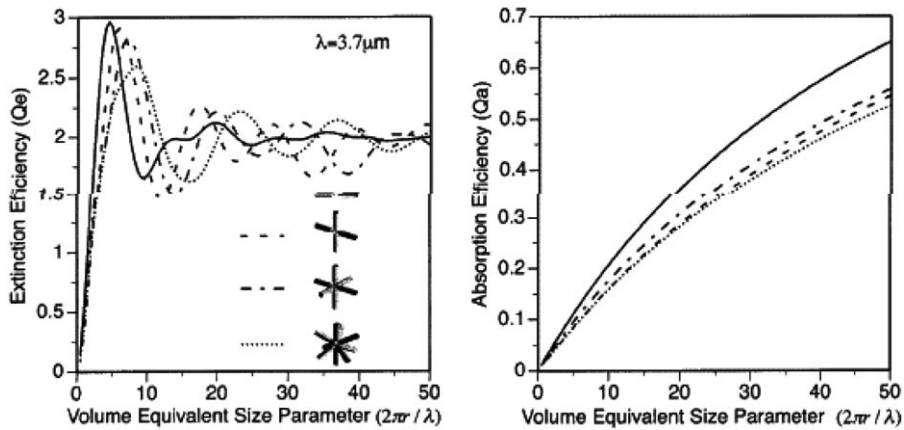 3
2.5
2
1.5
1
0.5
0
Extinction Eficiency (Qe)
λ=3.7μm
0 10 20 30 40 50
Volume Equivalent Size Parameter (2πr / λ)
0.7
0.6
0.5
0.4
0.3
0.2
0.1
0
Absorption Eficiency (Qa)
0 10 20 30 40 50
Volume Equivalent Size Parameter (2πr / λ)